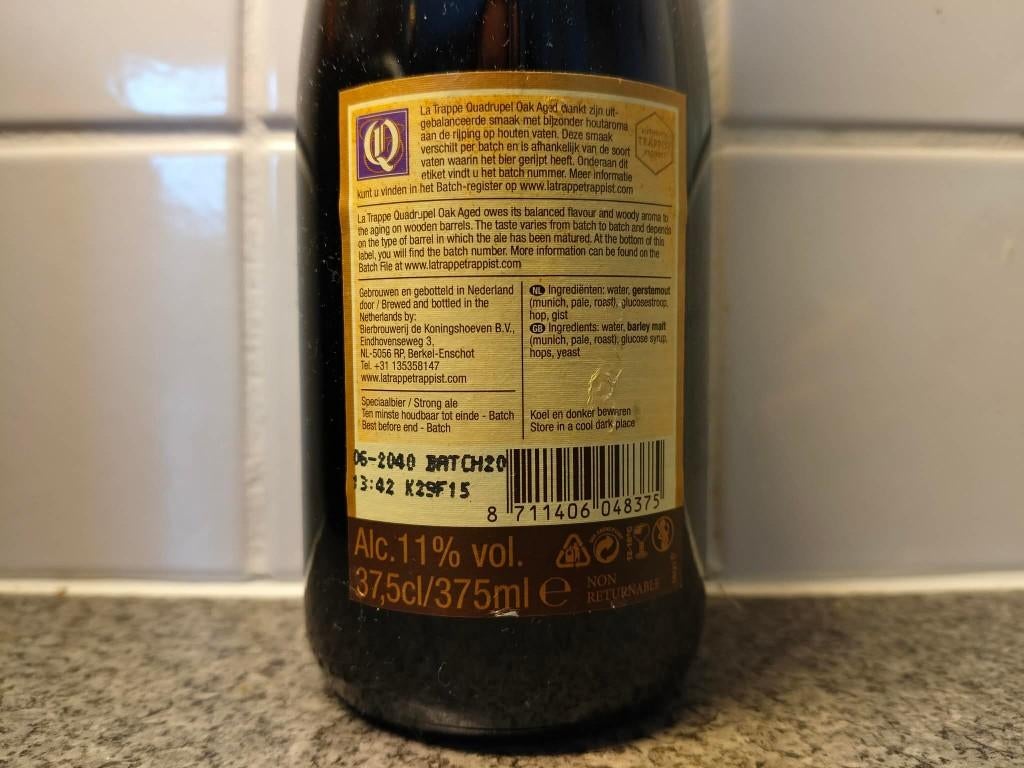 Q
La Trappe Quadrupel Oak Aged dankt zijn uit-
gebalanceerde smaak met bijzonder houtaroma
aan de rijping op houten vaten. Deze smaak
verschilt per batch en is afhankelijk van de soort
vaten waarin het bier gerijpt heeft. Onderaan dit
etiket vindt u het batch nummer. Meer informatie
kunt u vinden in het Batch-register op www.latrappetrappist.com
TRAPPIST
La Trappe Quadrupel Oak Aged owes its balanced flavour and woody aroma to
the aging on wooden barrels. The taste varies from batch to batch and depends
on the type of barrel in which the ale has been matured. At the bottom of this
label, you will find the batch number. More information can be found on the
Batch File at www.latrappetrappist.com
Gebrouwen en gebotteld in Nederland
door / Brewed and bottled in the
Netherlands by:
Bierbrouwerij de Koningshoeven B.V.,
Eindhovenseweg 3,
NL-5056 RP, Berkel-Enschot
Tel. +31 135358147
www.latrappetrappist.com
Speciaalbier / Strong ale
Ten minste houdbaar tot einde - Batch
Best before end - Batch
NL Ingrediënten: water, gerstemout
(munich, pale, roast), glucosestroop,
hop, gist
GB Ingredients: water, barley malt
(munich, pale, roast), glucose syrup,
hops, yeast
Koel en donker bewaren
Store in a cool dark place
06-2040 BATCH20
13:42 K29F15
8 711406 048375
Alc.11% vol.
37,5cl/375ml e
NON
RETURNABLE